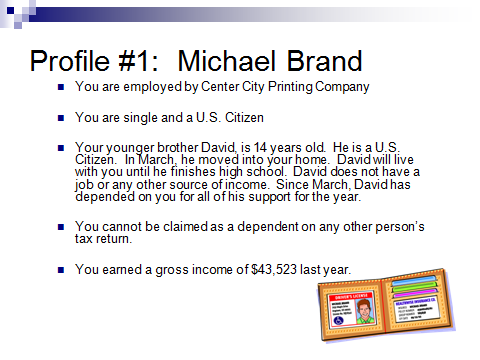 Profile #1:  Michael Brand
You are employed by Center City Printing Company
You are single and a U.S. Citizen
Your younger brother David, is 14 years old.  He is a U.S.
Citizen.  In March, he moved into your home.  David will live
with you until he finishes high school.  David does not have a
job or any other source of income.  Since March, David has
depended on you for all of his support for the year.
You cannot be claimed as a dependent on any other person's
tax return.
You earned a gross income of $43,523 last year.
DRIVER'S LICENSE